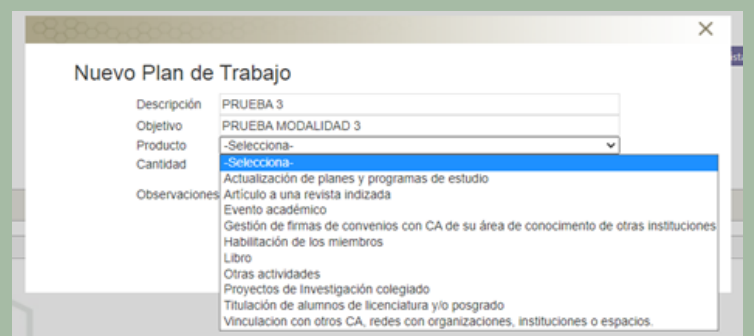 Nuevo Plan de Trabajo
Descripción PRUEBA 3
Objetivo PRUEBA MODALIDAD 3
Producto -Selecciona-
Cantidad -Selecciona-
Actualización de planes y programas de estudio
Observaciones Artículo a una revista indizada
Evento académico
Gestión de firmas de convenios con CA de su área de conocimiento de otras instituciones
Habilitación de los miembros
Libro
Otras actividades
Proyectos de Investigación colegiado
Titulación de alumnos de licenciatura y/o posgrado
Vinculacion con otros CA, redes con organizaciones, instituciones o espacios.